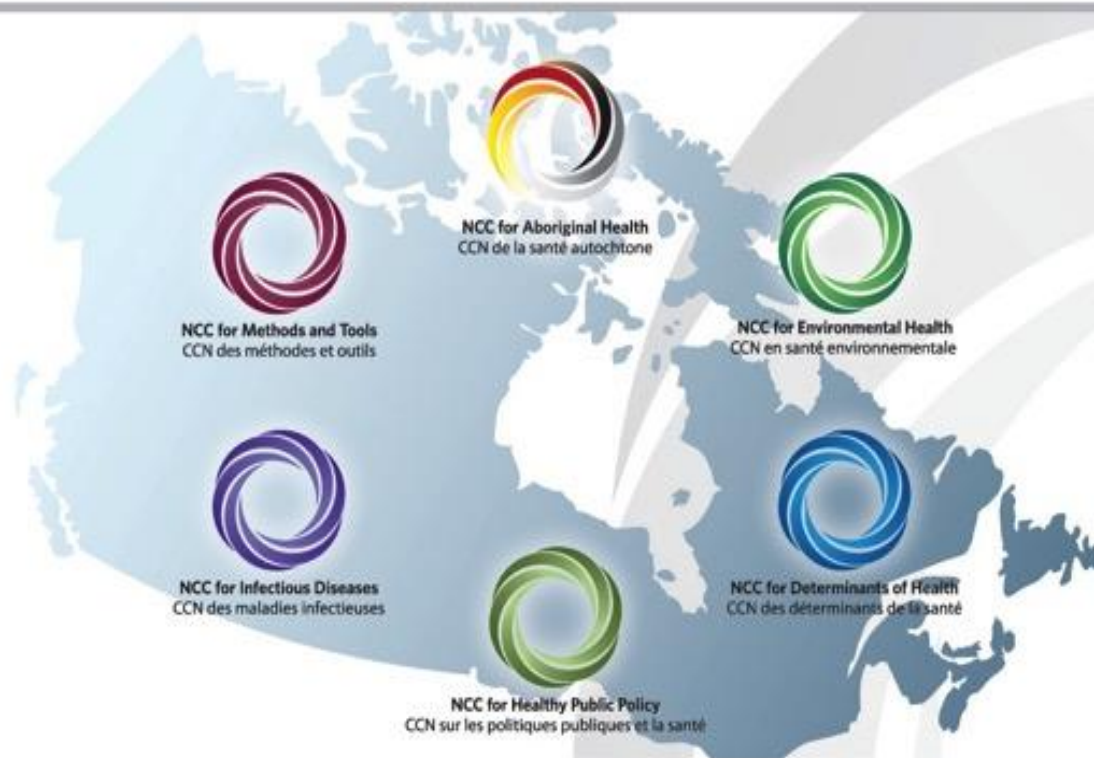 NCC for Aboriginal Health
CCN de la santé autochtone
NCC for Methods and Tools
CCN des méthodes et outils
NCC for Environmental Health
CCN en santé environnementale
NCC for Infectious Diseases
CCN des maladies infectieuses
NCC for Determinants of Health
CCN des déterminants de la santé
NCC for Healthy Public Policy
CCN sur les politiques publiques et la santé